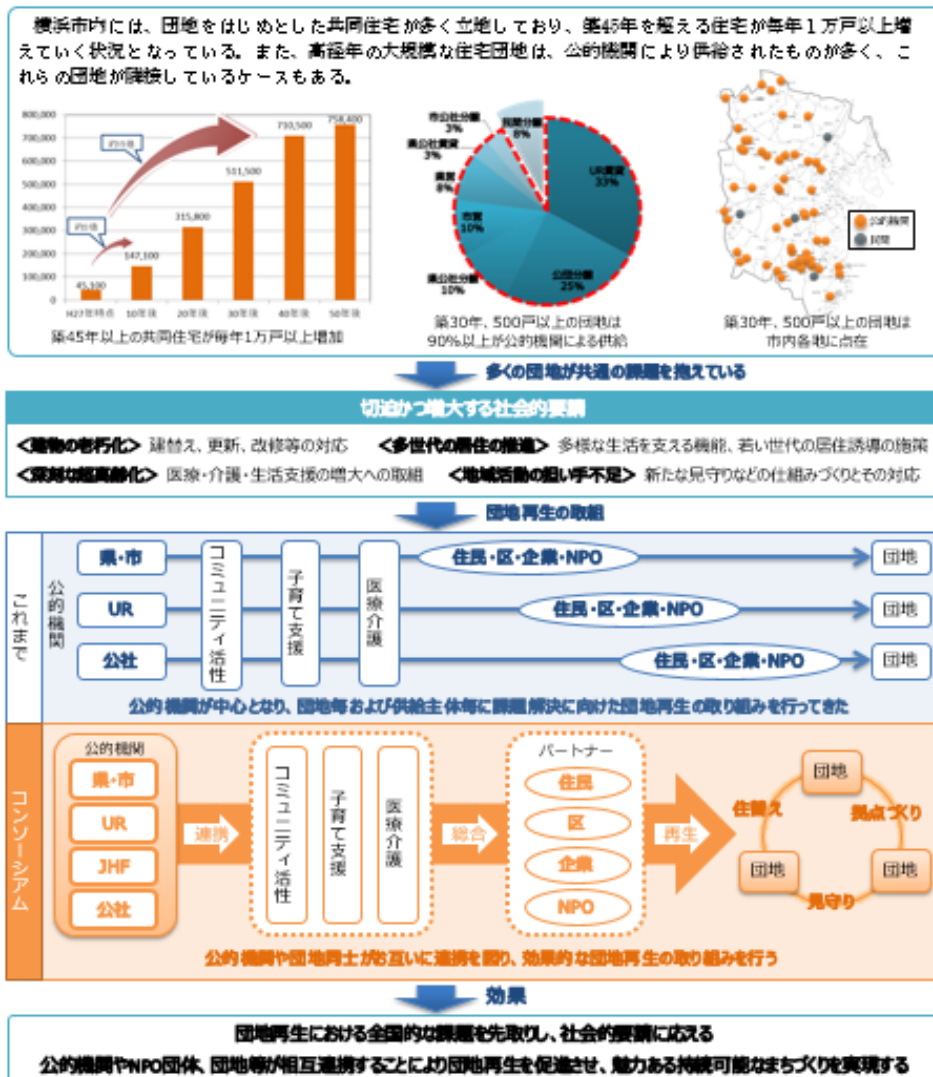 横浜市内には、団地をはじめとした共同住宅が多く立地しており、築45年を超える住宅が毎年１万戸以上増
えていく状況となっている。また、高経年の大規模な住宅団地は、公的機関により供給されたものが多く、こ
れらの団地が隣接しているケースもある。
800,000
700,000
600,000
500,000
400,000
300,000
200,000
100,000
0
45,100
147,100
315,800
511,500
710,500
758,400
H27年時点 10年後 20年後 30年後 40年後 50年後
築45年以上の共同住宅が毎年1万戸以上増加
市公社分譲
3%
民間分譲
8%
県公社賃貸
3%
UR賃貸
33%
県営
8%
市営
10%
県公社分譲
10%
公団分譲
25%
築30年、500戸以上の団地は
90%以上が公的機関による供給
公的機関
民間
築30年、500戸以上の団地は
市内各地に点在
多くの団地が共通の課題を抱えている
切迫かつ増大する社会的要請
＜建物の老朽化＞ 建替え、更新、改修等の対応 ＜多世代の居住の推進＞ 多様な生活を支える機能、若い世代の居住誘導の施策
＜深刻な超高齢化＞ 医療・介護・生活支援の増大への取組 ＜地域活動の担い手不足＞ 新たな見守りなどの仕組みづくりとその対応
団地再生の取組
これまで
公的機関
県・市
UR
公社
コミュニティ活性
子育て支援
医療介護
住民・区・企業・NPO
団地
住民・区・企業・NPO
団地
住民・区・企業・NPO
団地
公的機関が中心となり、団地毎および供給主体毎に課題解決に向けた団地再生の取り組みを行ってきた
コンソーシアム
公的機関
県・市
UR
JHF
公社
連携
コミュニティ活性
子育て支援
医療介護
総合
パートナー
住民
区
企業
NPO
再生
団地
住替え
拠点づくり
団地
団地
見守り
公的機関や団地同士がお互いに連携を図り、効果的な団地再生の取り組みを行う
効果
団地再生における全国的な課題を先取りし、社会的要請に応える
公的機関やNPO団体、団地等が相互連携することにより団地再生を促進させ、魅力ある持続可能なまちづくりを実現する